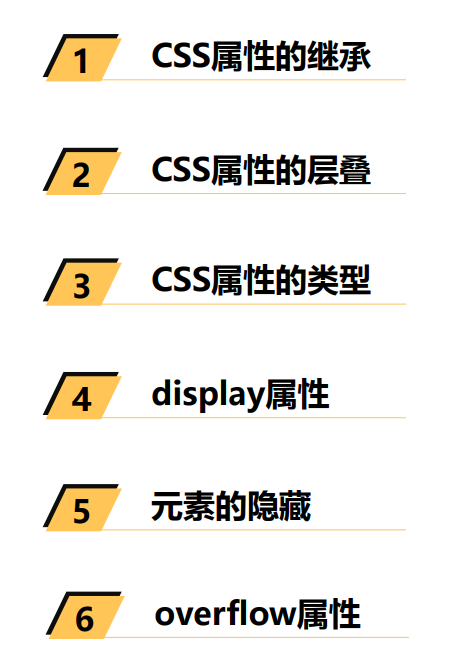 1 CSS属性的继承
2 CSS属性的层叠
3 CSS属性的类型
4 display属性
5 元素的隐藏
6 overflow属性